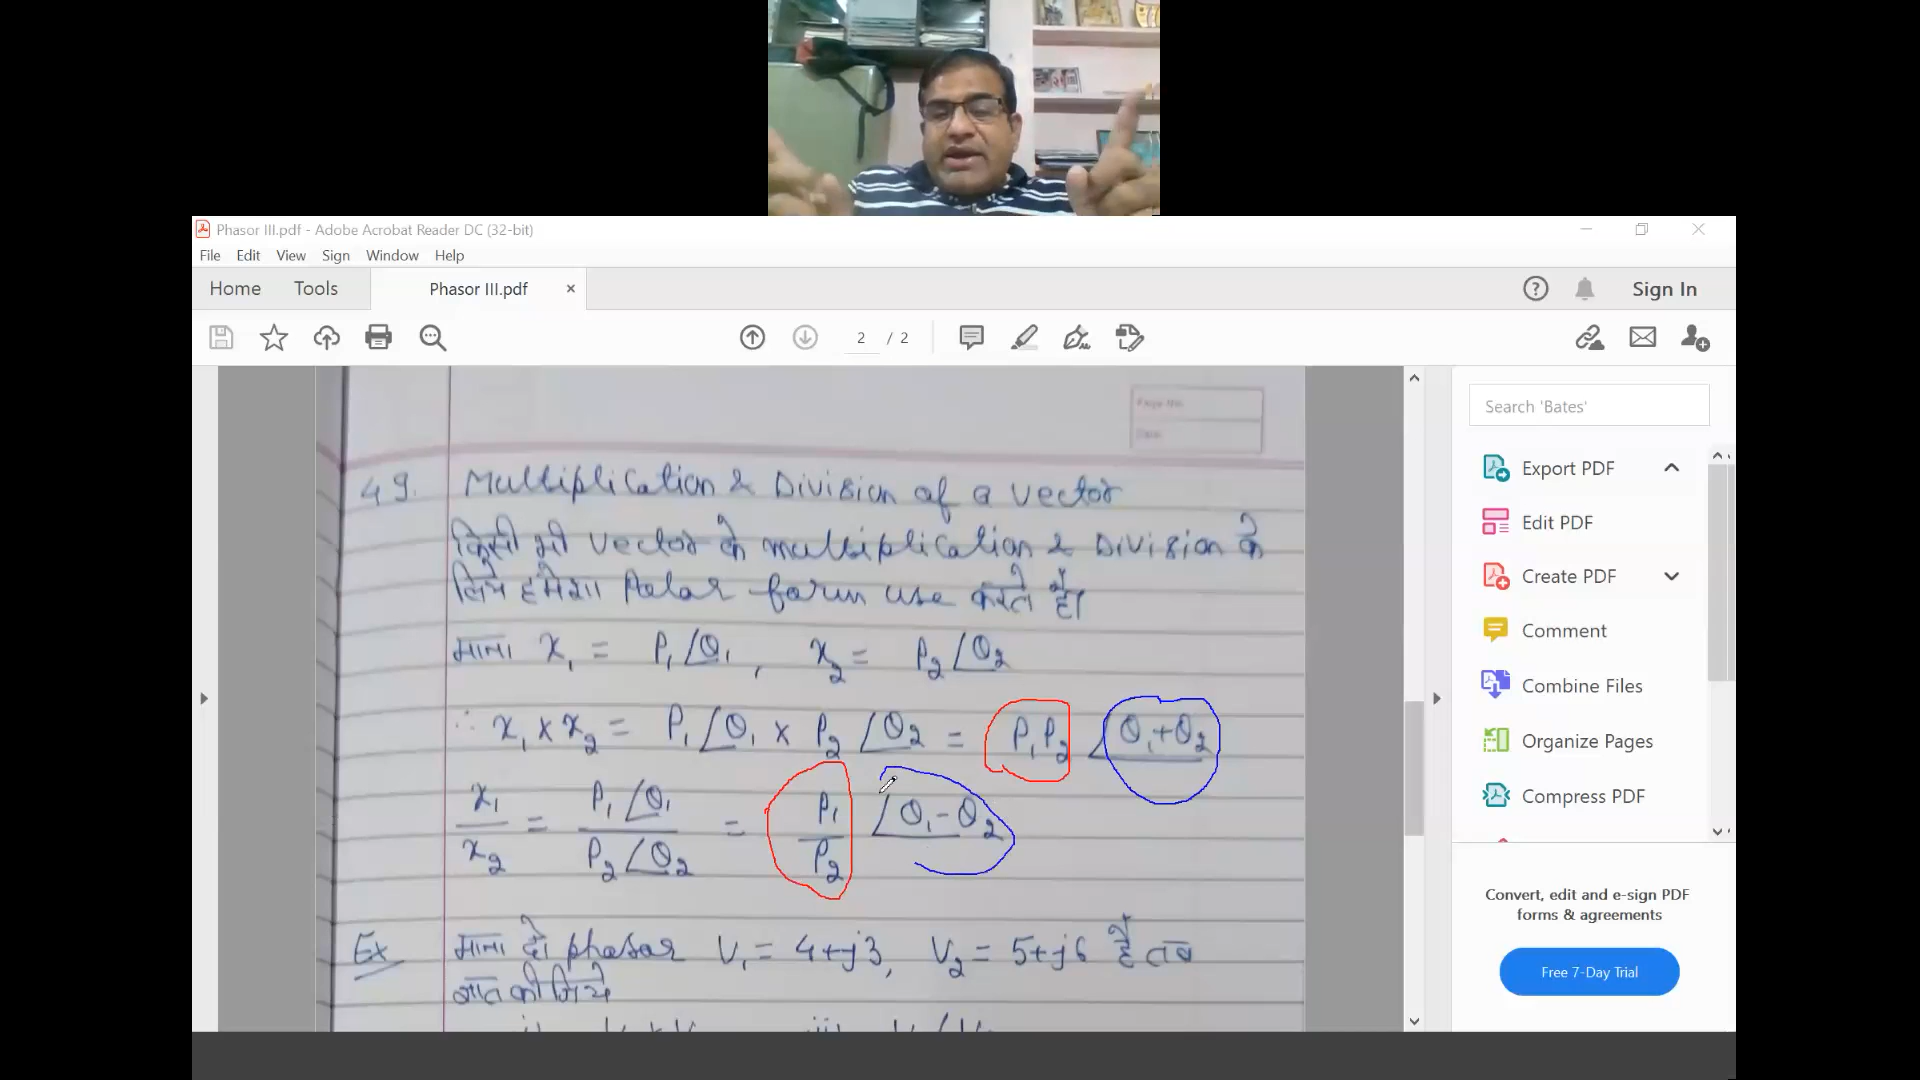 Phasor III.pdf - Adobe Acrobat Reader DC (32-bit)
File Edit View Sign Window Help
Home Tools Phasor III.pdf × Sign In
2 / 2
Page No.
Date
49. Multiplication & Division of a vector
किसी भी vector के multiplication & Division के
लिये हमेशा Polar form use करते हैं।
माना x₁ = P₁∠θ₁, x₂ = P₂∠θ₂
∴ x₁ × x₂ = P₁∠θ₁ × P₂∠θ₂ = P₁P₂ ∠θ₁+θ₂
x₁/x₂ = P₁∠θ₁/P₂∠θ₂ = P₁/P₂ ∠θ₁-θ₂
Ex माना दो phasor V₁ = 4+j3, V₂ = 5+j6 है तब
ज्ञात कीजिये
Search 'Bates'
Export PDF
Edit PDF
Create PDF
Comment
Combine Files
Organize Pages
Compress PDF
Convert, edit and e-sign PDF
forms & agreements
Free 7-Day Trial